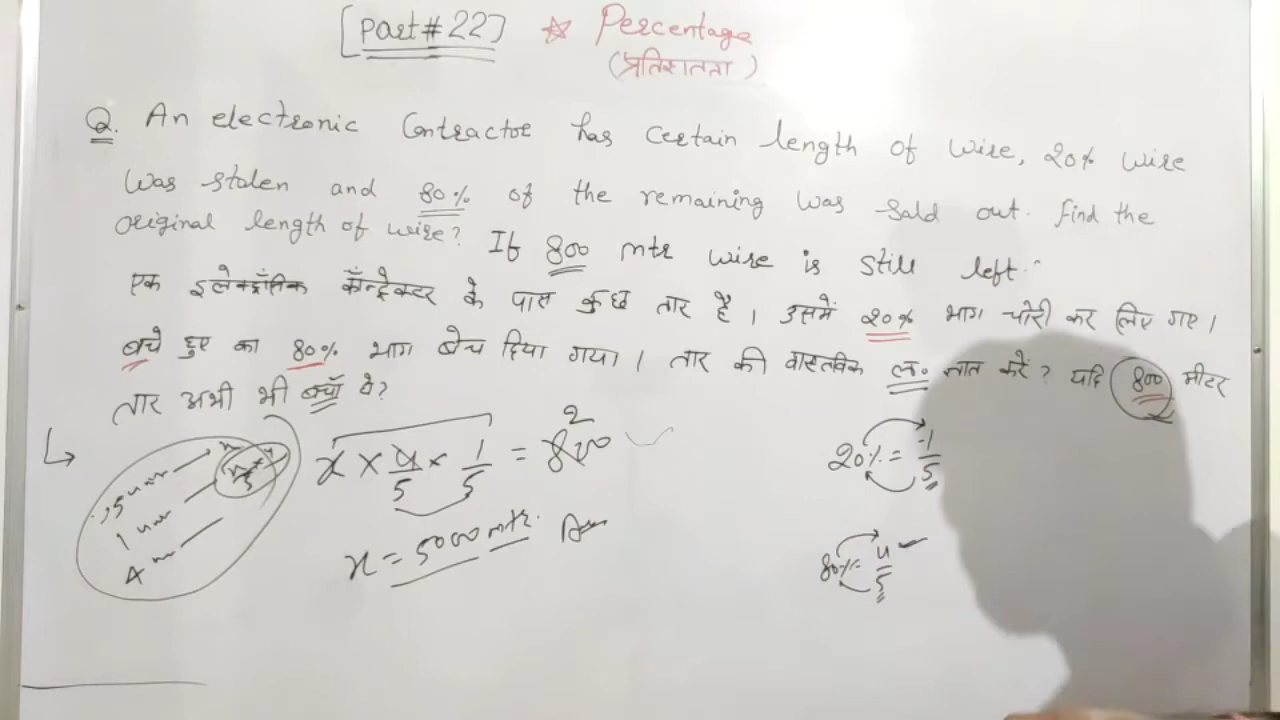 [Part#22] ☆ Percentage
(प्रतिशतता)
Q. An electronic Contractor has certain length of wire, 20% wire
was stolen and 80% of the remaining was sold out. Find the
original length of wire? If 800 mtr wire is still left.
एक इलेक्ट्रॉनिक कॉन्ट्रेक्टर के पास कुछ तार है। उसमें 20% भाग चोरी कर लिए गए।
बचे हुए का 80% भाग बेच दिया गया। तार की वास्तविक ल० ज्ञात करें? यदि 800 मीटर
तार अभी भी बचाँ थे?
x × 4/5 × 1/5 = 800 2
x = 5000 mtr. Ans
20% = 1/5
80% = 4/5